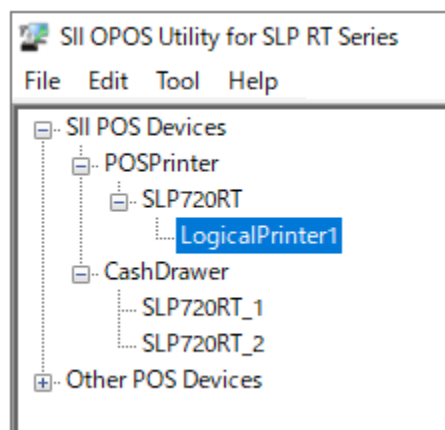 SII OPOS Utility for SLP RT Series
File Edit Tool Help
SII POS Devices
POSPrinter
SLP720RT
LogicalPrinter1
CashDrawer
SLP720RT_1
SLP720RT_2
Other POS Devices